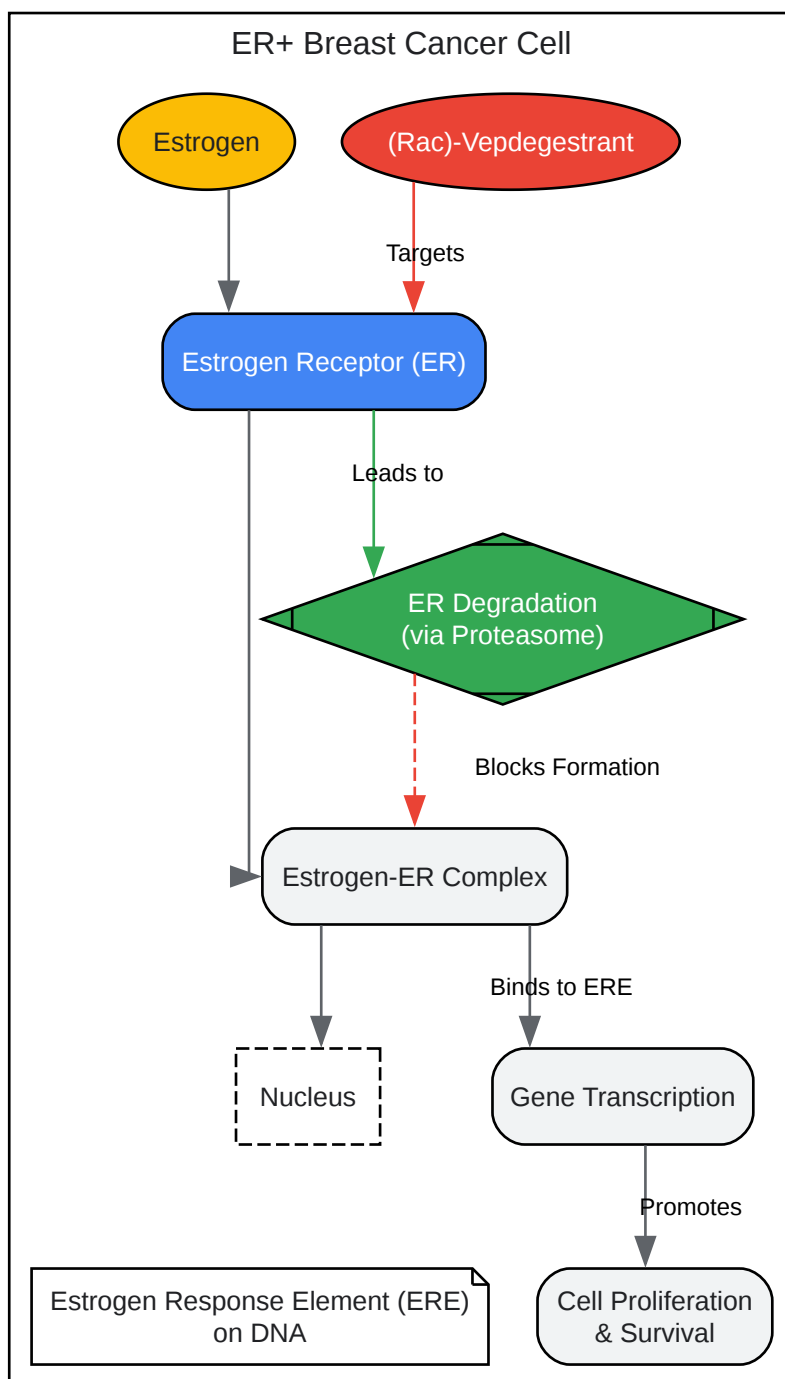 ER+ Breast Cancer Cell
Estrogen
(Rac)-Vepdegestrant
Targets
Estrogen Receptor (ER)
Leads to
ER Degradation
(via Proteasome)
Blocks Formation
Estrogen-ER Complex
Binds to ERE
Nucleus
Gene Transcription
Promotes
Estrogen Response Element (ERE)
on DNA
Cell Proliferation
& Survival